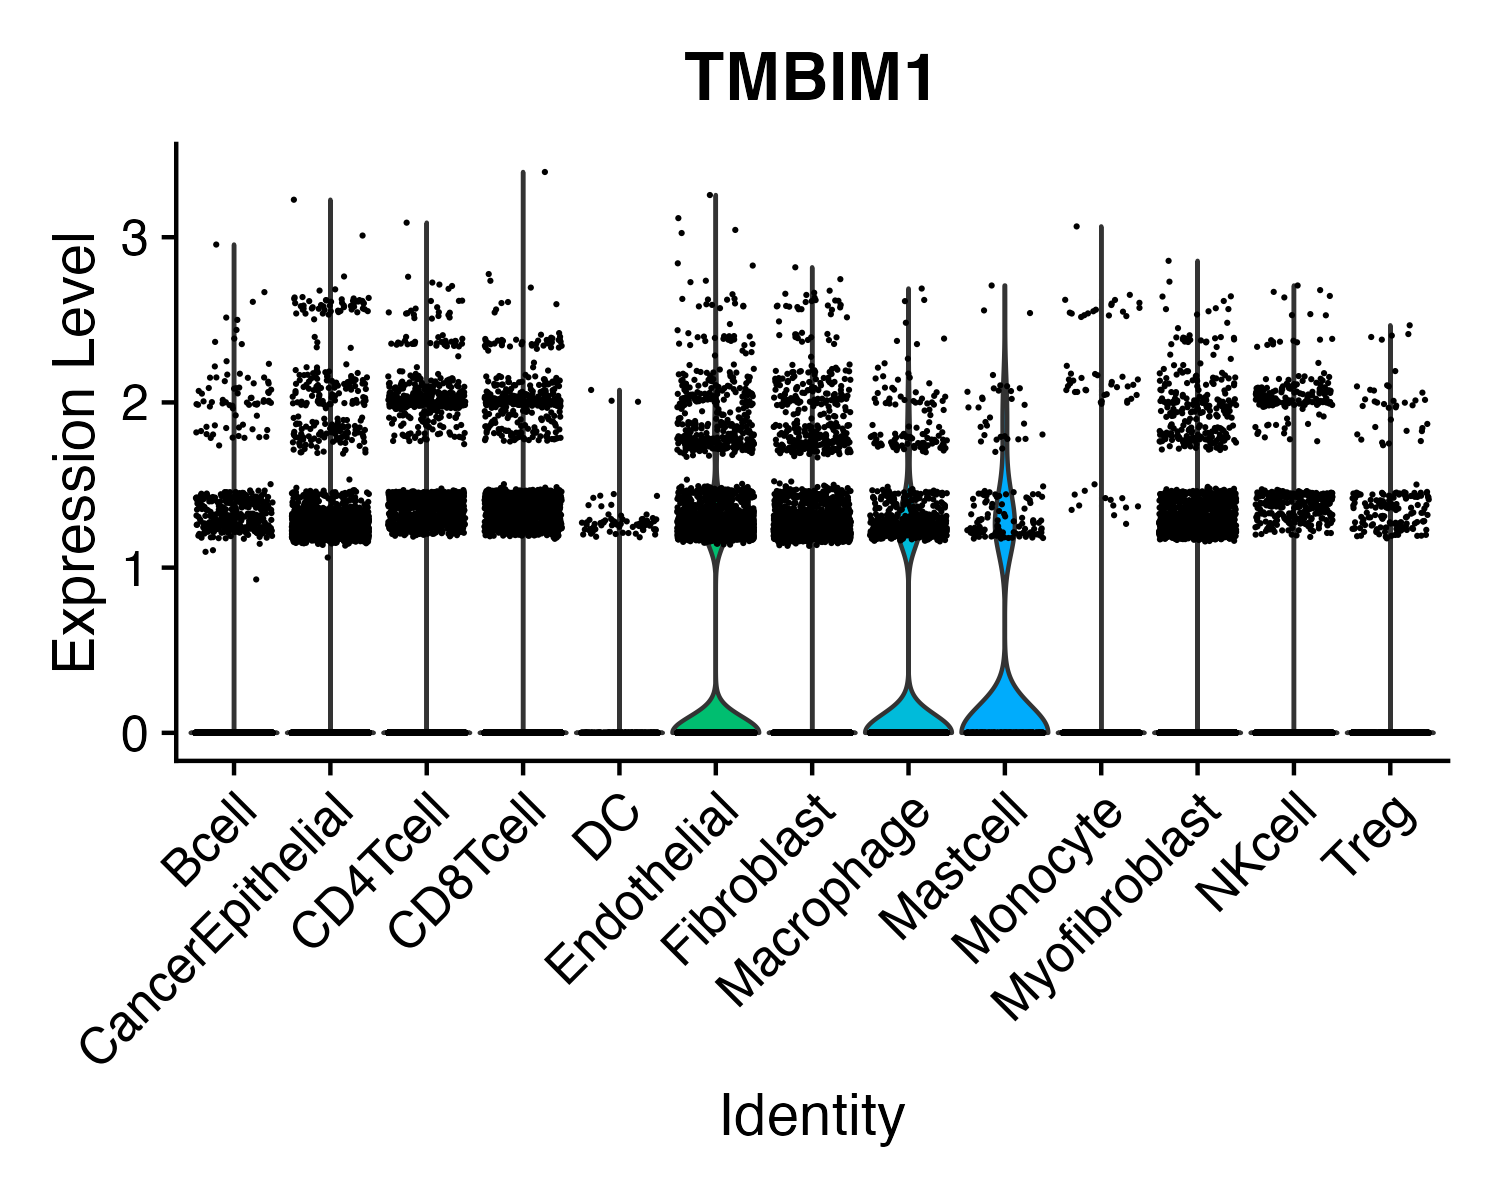 TMBIM1
Expression Level
3
2
1
0
Bcell
CancerEpithelial
CD4Tcell
CD8Tcell
DC
Endothelial
Fibroblast
Macrophage
Mastcell
Monocyte
Myofibroblast
NKcell
Treg
Identity